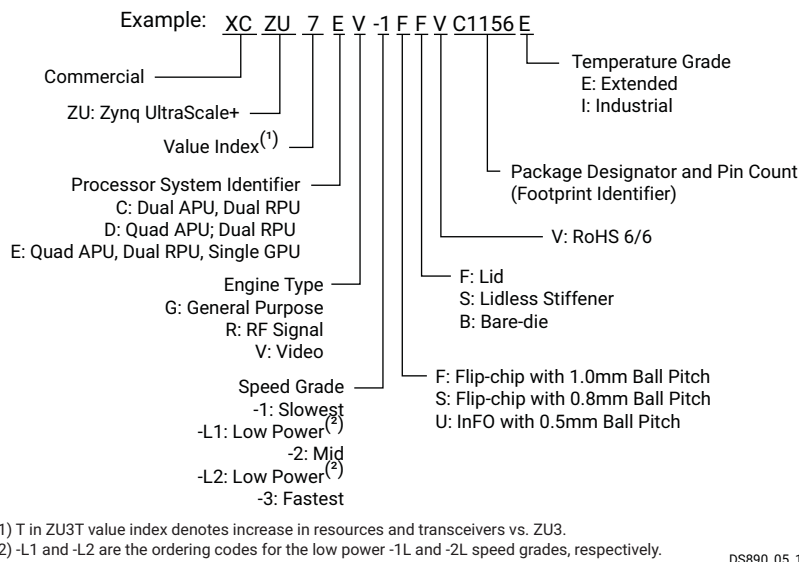 Example: XC ZU 7 E V -1 F F V C1156 E
Commercial
ZU: Zynq UltraScale+
Value Index(1)
Processor System Identifier
C: Dual APU, Dual RPU
D: Quad APU; Dual RPU
E: Quad APU, Dual RPU, Single GPU
Engine Type
G: General Purpose
R: RF Signal
V: Video
Speed Grade
-1: Slowest
-L1: Low Power(2)
-2: Mid
-L2: Low Power(2)
-3: Fastest
Temperature Grade
E: Extended
I: Industrial
Package Designator and Pin Count
(Footprint Identifier)
V: RoHS 6/6
F: Lid
S: Lidless Stiffener
B: Bare-die
F: Flip-chip with 1.0mm Ball Pitch
S: Flip-chip with 0.8mm Ball Pitch
U: InFO with 0.5mm Ball Pitch
1) T in ZU3T value index denotes increase in resources and transceivers vs. ZU3.
2) -L1 and -L2 are the ordering codes for the low power -1L and -2L speed grades, respectively.
DS890_05_1